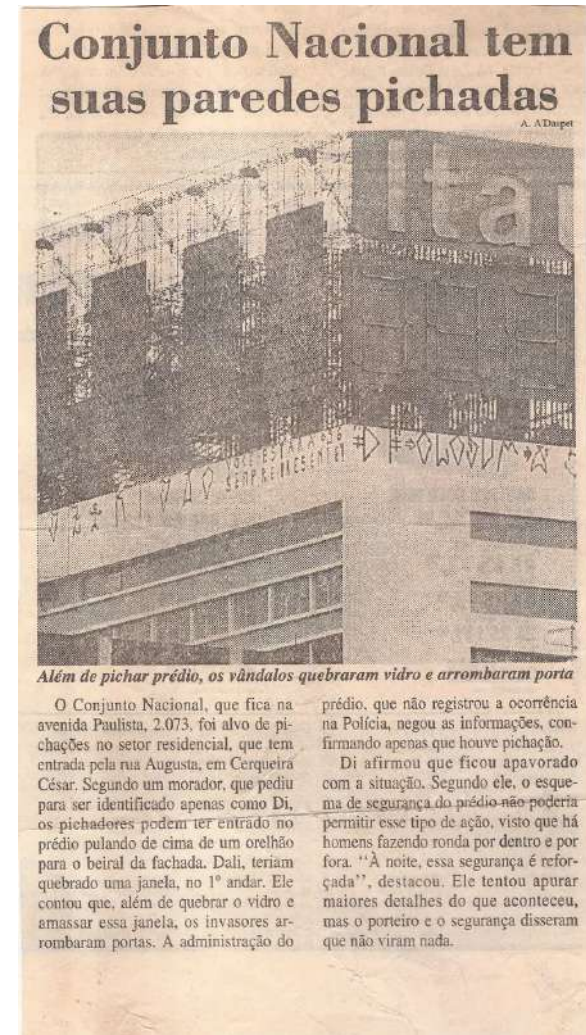 Conjunto Nacional tem
suas paredes pichadas
A. A'Daspet
Ita
SEMPRE PRESENTE
DI#OLODUM
Além de pichar prédio, os vândalos quebraram vidro e arrombaram porta
O Conjunto Nacional, que fica na
avenida Paulista, 2.073, foi alvo de pi-
chações no setor residencial, que tem
entrada pela rua Augusta, em Cerqueira
César. Segundo um morador, que pediu
para ser identificado apenas como Di,
os pichadores podem ter entrado no
prédio pulando de cima de um orelhão
para o beiral da fachada. Dali, teriam
quebrado uma janela, no 1º andar. Ele
contou que, além de quebrar o vidro e
amassar essa janela, os invasores ar-
rombaram portas. A administração do
prédio, que não registrou a ocorrência
na Polícia, negou as informações, con-
firmando apenas que houve pichação.
Di afirmou que ficou apavorado
com a situação. Segundo ele, o esque-
ma de segurança do prédio não poderia
permitir esse tipo de ação, visto que há
homens fazendo ronda por dentro e por
fora. ‘‘À noite, essa segurança é refor-
çada’’, destacou. Ele tentou apurar
maiores detalhes do que aconteceu,
mas o porteiro e o segurança disseram
que não viram nada.